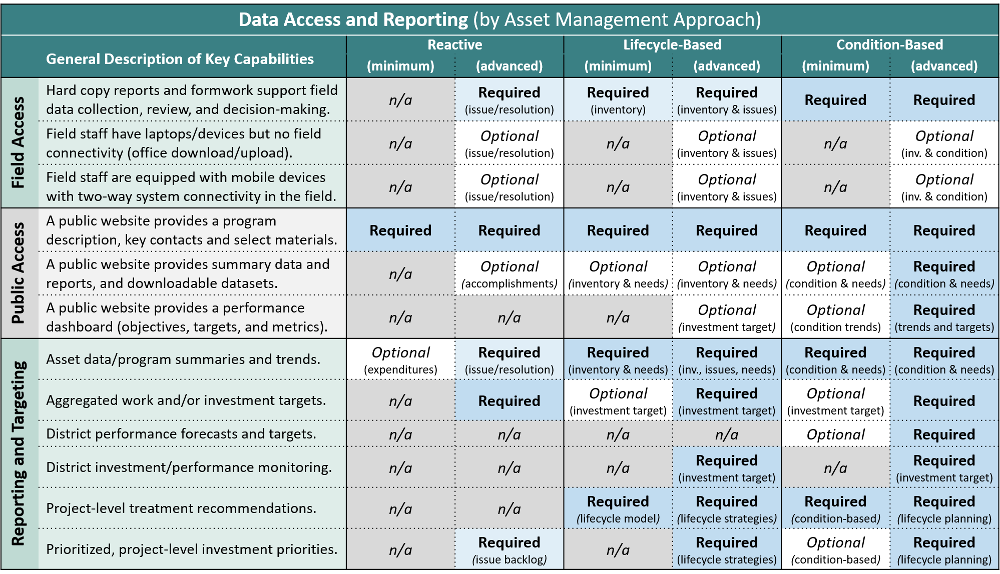 Data Access and Reporting (by Asset Management Approach)
General Description of Key Capabilities
Reactive
Lifecycle-Based
Condition-Based
(minimum) (advanced) (minimum) (advanced) (minimum) (advanced)
Field Access
Hard copy reports and formwork support field
data collection, review, and decision-making.
n/a
Required
(issue/resolution)
Required
(inventory)
Required
(inventory & issues)
Required
Required
Field staff have laptops/devices but no field
connectivity (office download/upload).
n/a
Optional
(issue/resolution)
n/a
Optional
(inventory & issues)
n/a
Optional
(inv. & condition)
Field staff are equipped with mobile devices
with two-way system connectivity in the field.
n/a
Optional
(issue/resolution)
n/a
Optional
(inventory & issues)
n/a
Optional
(inv. & condition)
Public Access
A public website provides a program
description, key contacts and select materials.
Required
Required
Required
Required
Required
Required
A public website provides summary data and
reports, and downloadable datasets.
n/a
Optional
(accomplishments)
Optional
(inventory & needs)
Optional
(inventory & needs)
Optional
(condition & needs)
Required
(condition & needs)
A public website provides a performance
dashboard (objectives, targets, and metrics).
n/a
n/a
n/a
Optional
(investment target)
Optional
(condition trends)
Required
(trends and targets)
Reporting and Targeting
Asset data/program summaries and trends.
Optional
(expenditures)
Required
(issue/resolution)
Required
(inventory & needs)
Required
(inv., issues, needs)
Required
(condition & needs)
Required
(condition & needs)
Aggregated work and/or investment targets.
n/a
Required
Optional
(investment target)
Required
(investment target)
Optional
(investment target)
Required
District performance forecasts and targets.
n/a
n/a
n/a
n/a
Optional
Required
District investment/performance monitoring.
n/a
n/a
n/a
Required
(investment target)
n/a
Required
(investment target)
Project-level treatment recommendations.
n/a
n/a
Required
(lifecycle model)
Required
(lifecycle strategies)
Required
(condition-based)
Required
(lifecycle planning)
Prioritized, project-level investment priorities.
n/a
Required
(issue backlog)
n/a
Required
(lifecycle strategies)
Optional
(condition-based)
Required
(lifecycle planning)